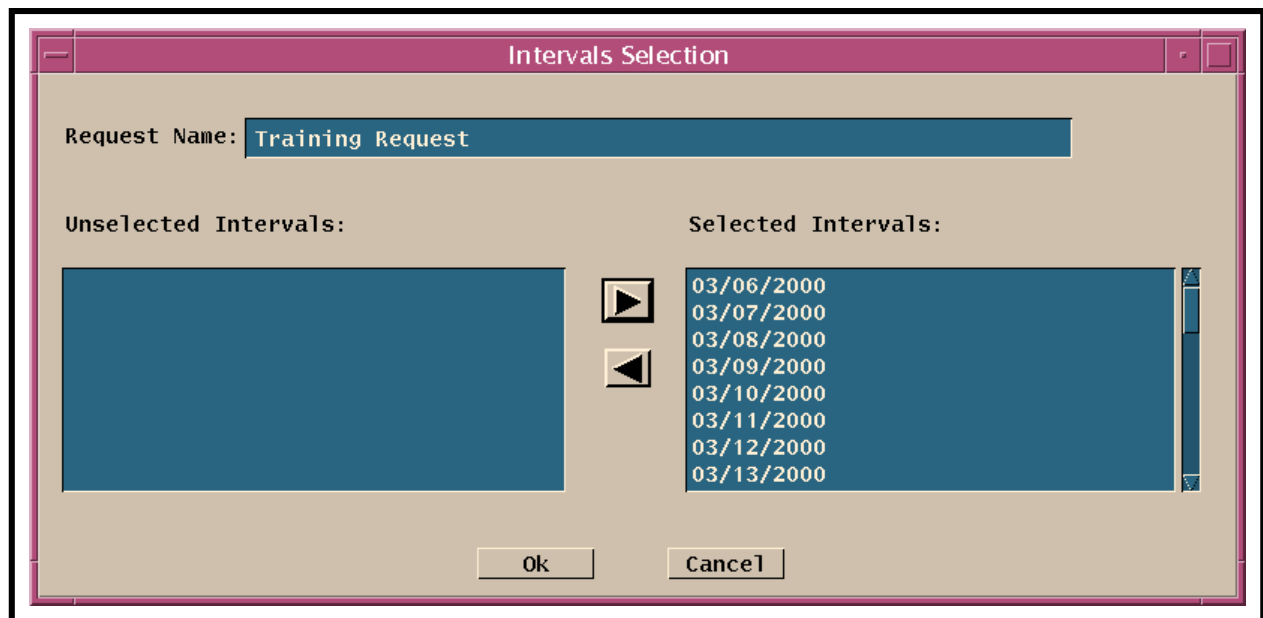 Intervals Selection
Request Name: Training Request
Unselected Intervals:
Selected Intervals:
03/06/2000
03/07/2000
03/08/2000
03/09/2000
03/10/2000
03/11/2000
03/12/2000
03/13/2000
Ok
Cancel